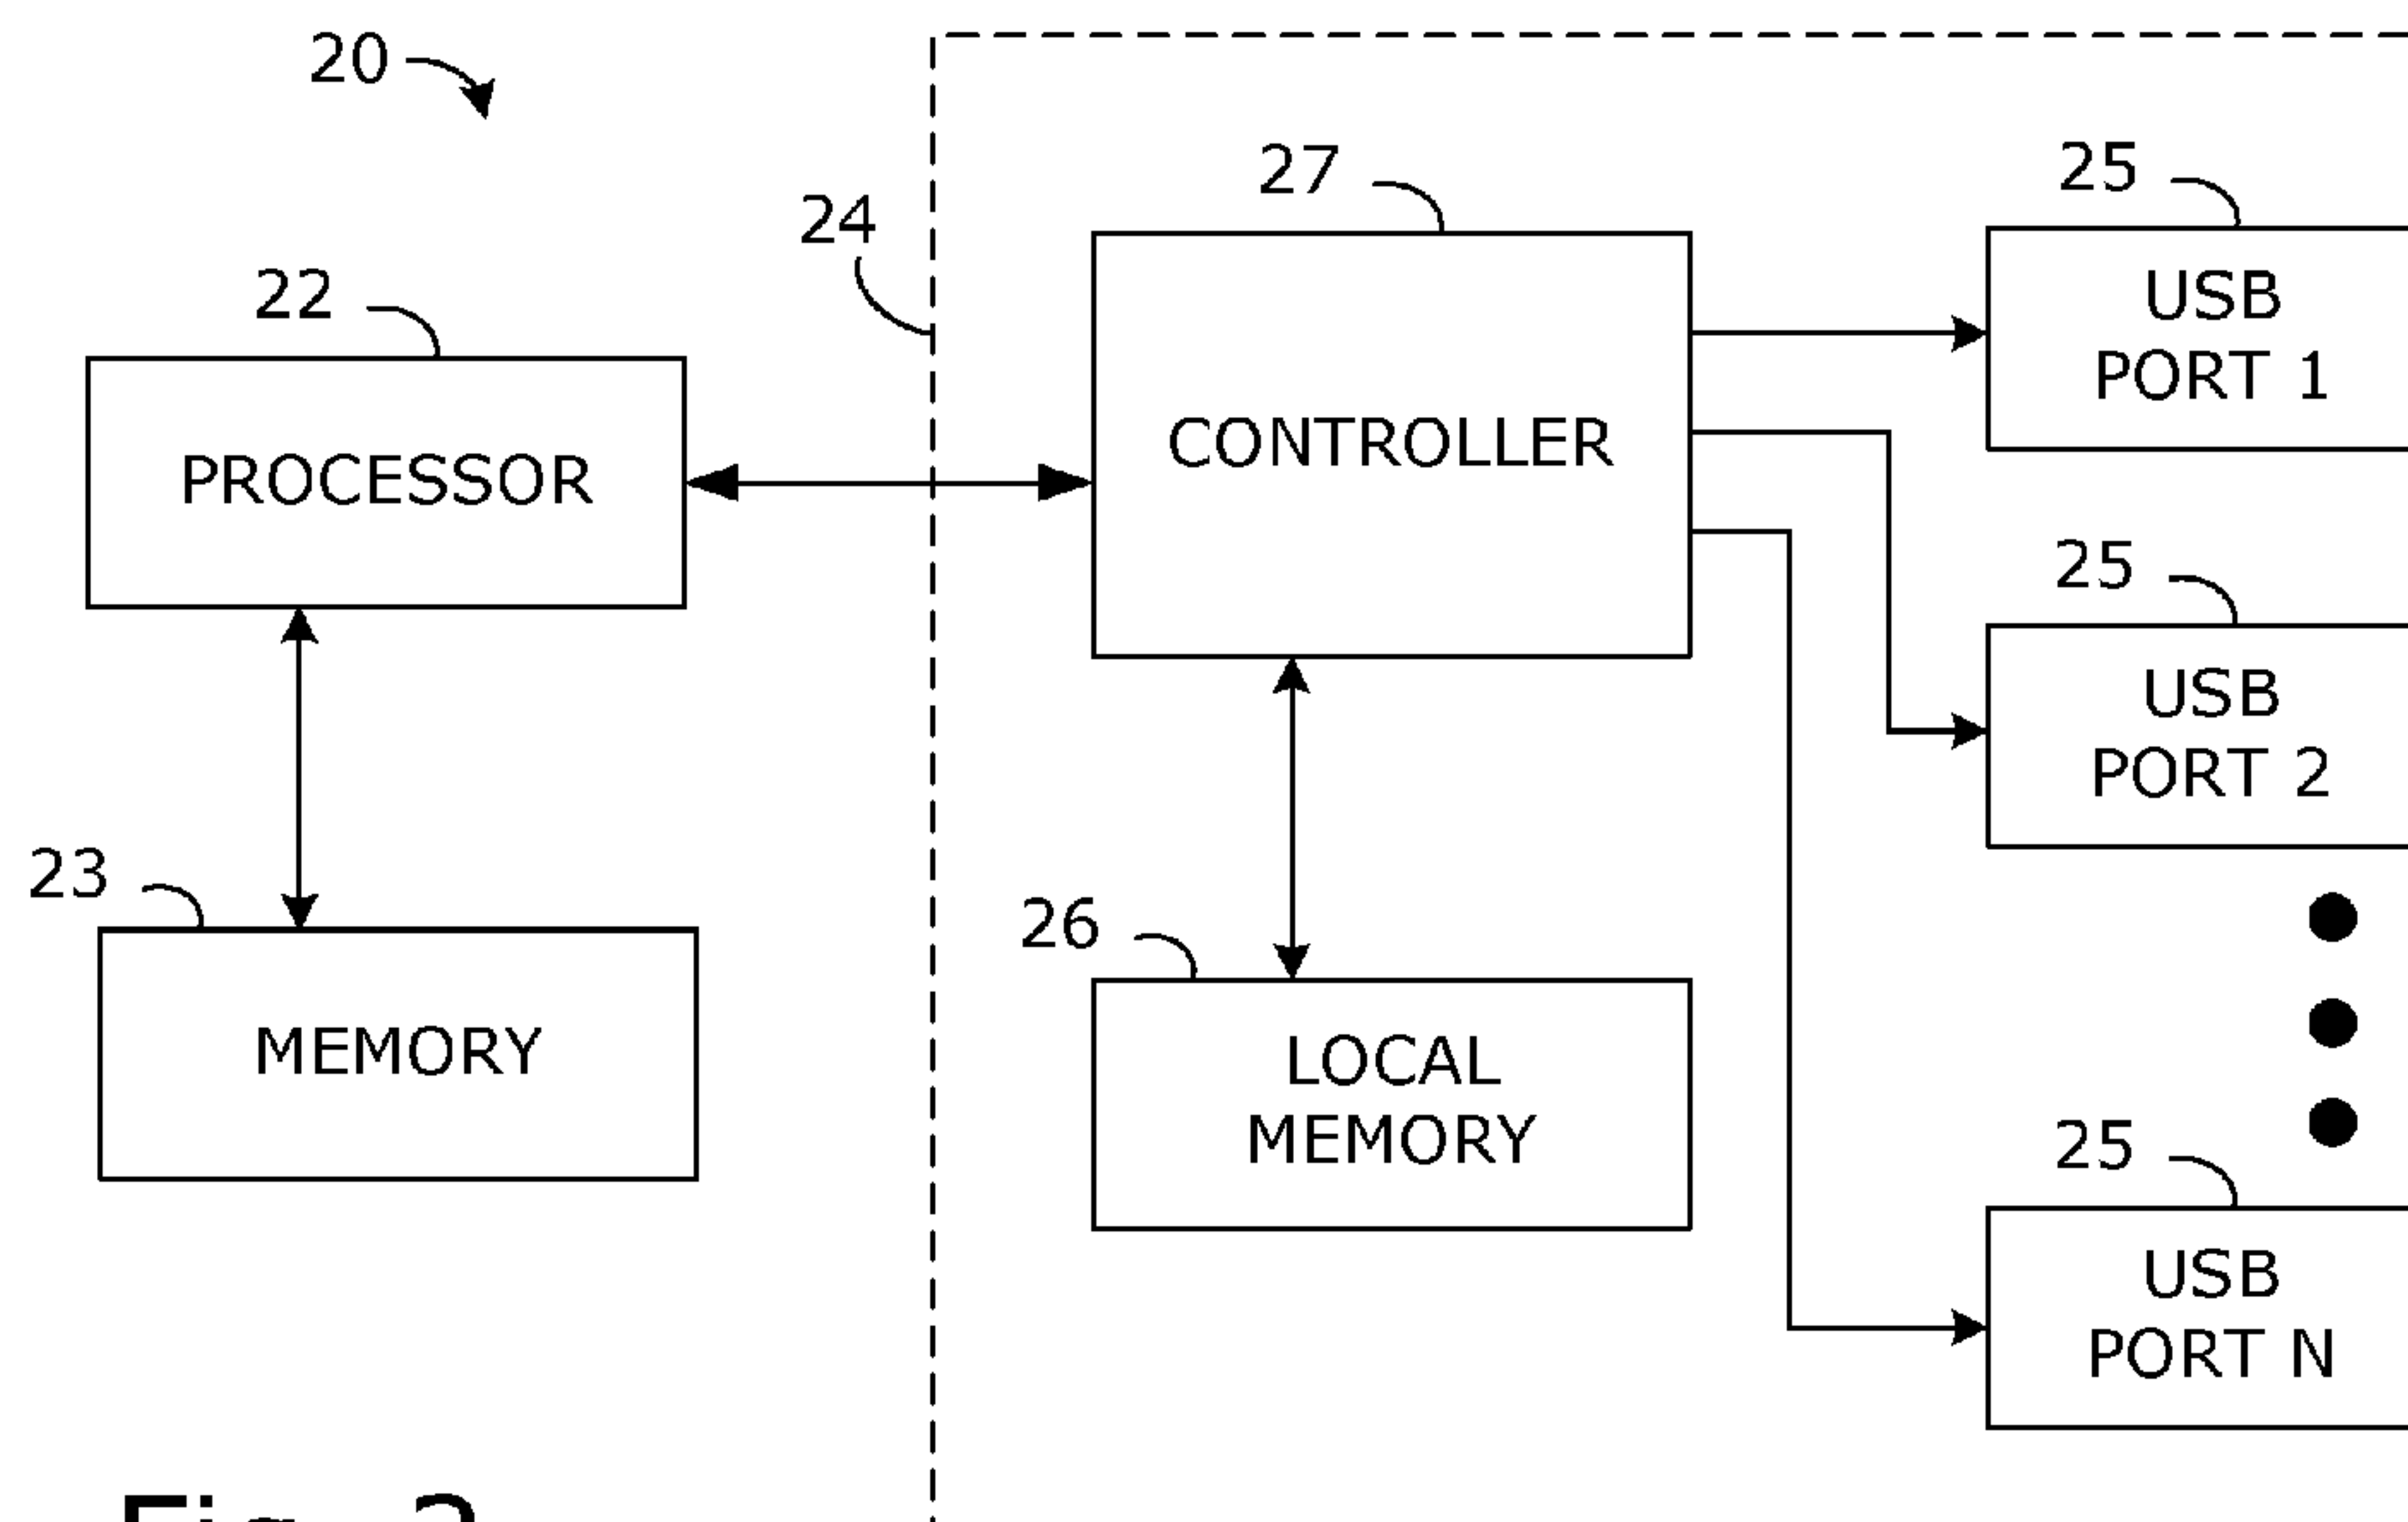 20
24
27
25
22
PROCESSOR
CONTROLLER
USB
PORT 1
25
USB
PORT 2
23
MEMORY
26
LOCAL
MEMORY
25
USB
PORT N